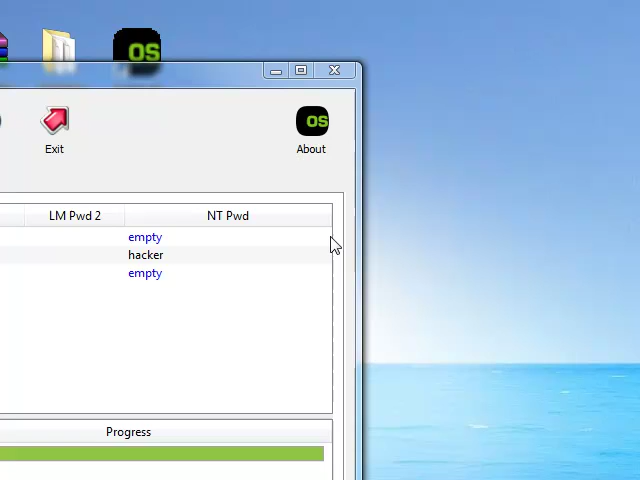 OS
OS
Exit
About
LM Pwd 2 NT Pwd
empty
hacker
empty
Progress